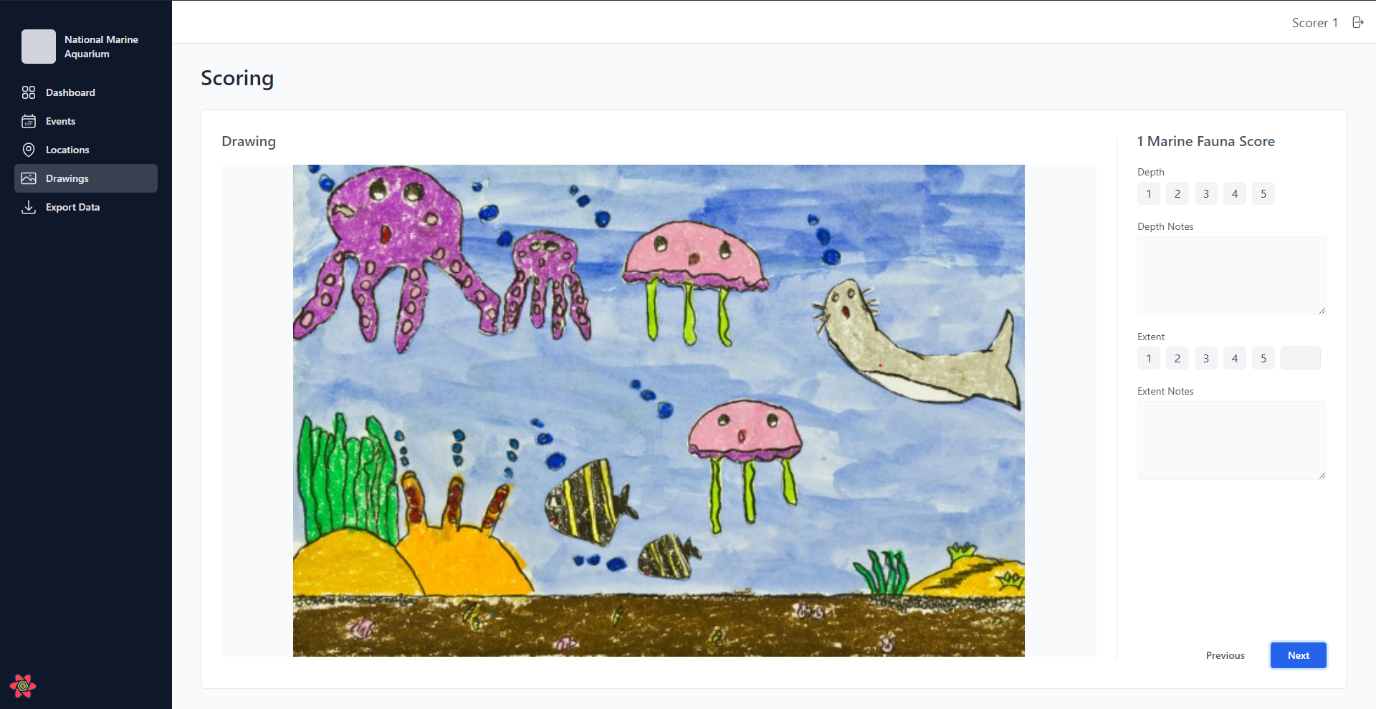 National Marine
Aquarium
Dashboard
Events
Locations
Drawings
Export Data
Scorer 1
Scoring
Drawing
1 Marine Fauna Score
Depth
1 2 3 4 5
Depth Notes
Extent
1 2 3 4 5
Extent Notes
Previous Next